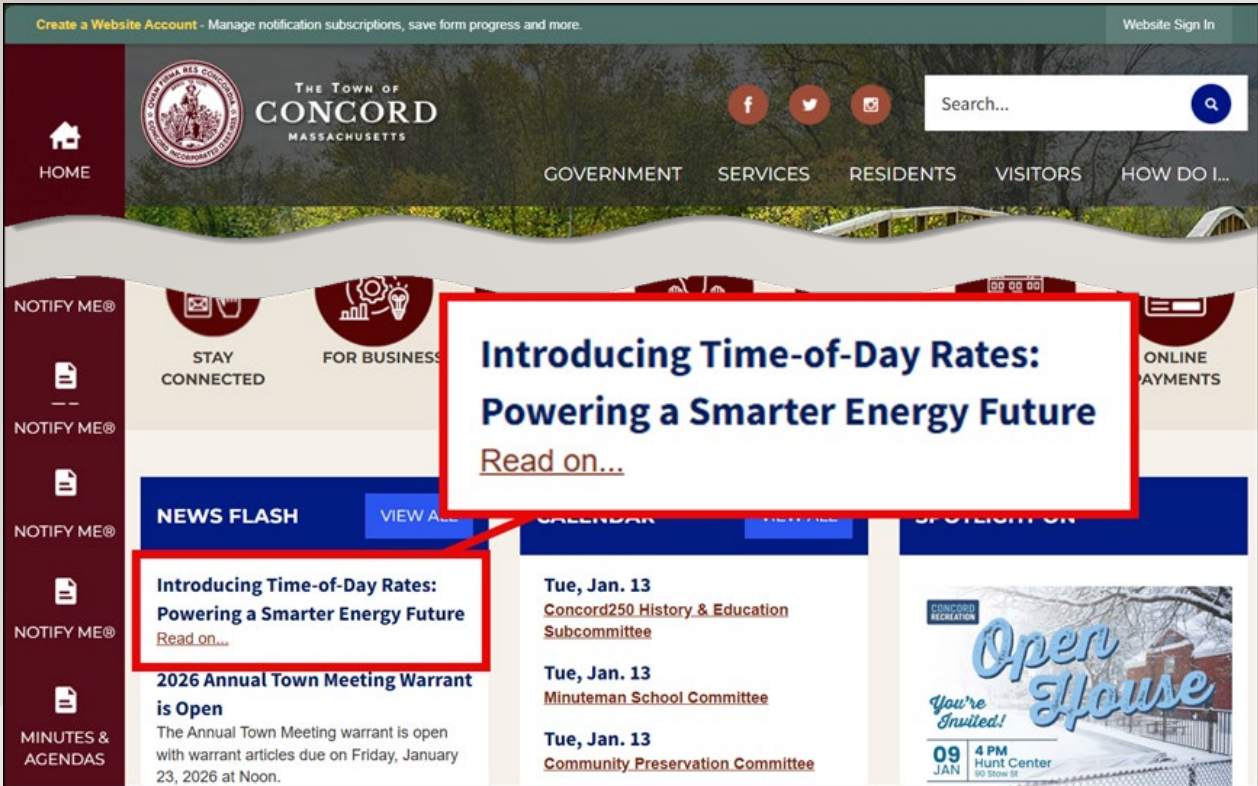 Create a Website Account - Manage notification subscriptions, save form progress and more.
Website Sign In
THE TOWN OF
CONCORD
MASSACHUSETTS
Search...
HOME
GOVERNMENT
SERVICES
RESIDENTS
VISITORS
HOW DO I...
NOTIFY ME®
NOTIFY ME®
NOTIFY ME®
NOTIFY ME®
MINUTES &
AGENDAS
STAY
CONNECTED
FOR BUSINESS
ONLINE
PAYMENTS
Introducing Time-of-Day Rates:
Powering a Smarter Energy Future
Read on...
NEWS FLASH
VIEW ALL
Introducing Time-of-Day Rates:
Powering a Smarter Energy Future
Read on...
2026 Annual Town Meeting Warrant
is Open
The Annual Town Meeting warrant is open
with warrant articles due on Friday, January
23, 2026 at Noon.
CALENDAR
VIEW ALL
Tue, Jan. 13
Concord250 History & Education
Subcommittee
Tue, Jan. 13
Minuteman School Committee
Tue, Jan. 13
Community Preservation Committee
SPOTLIGHT ON
CONCORD
RECREATION
Open
House
You're
Invited!
09
JAN
4 PM
Hunt Center
90 Stow St